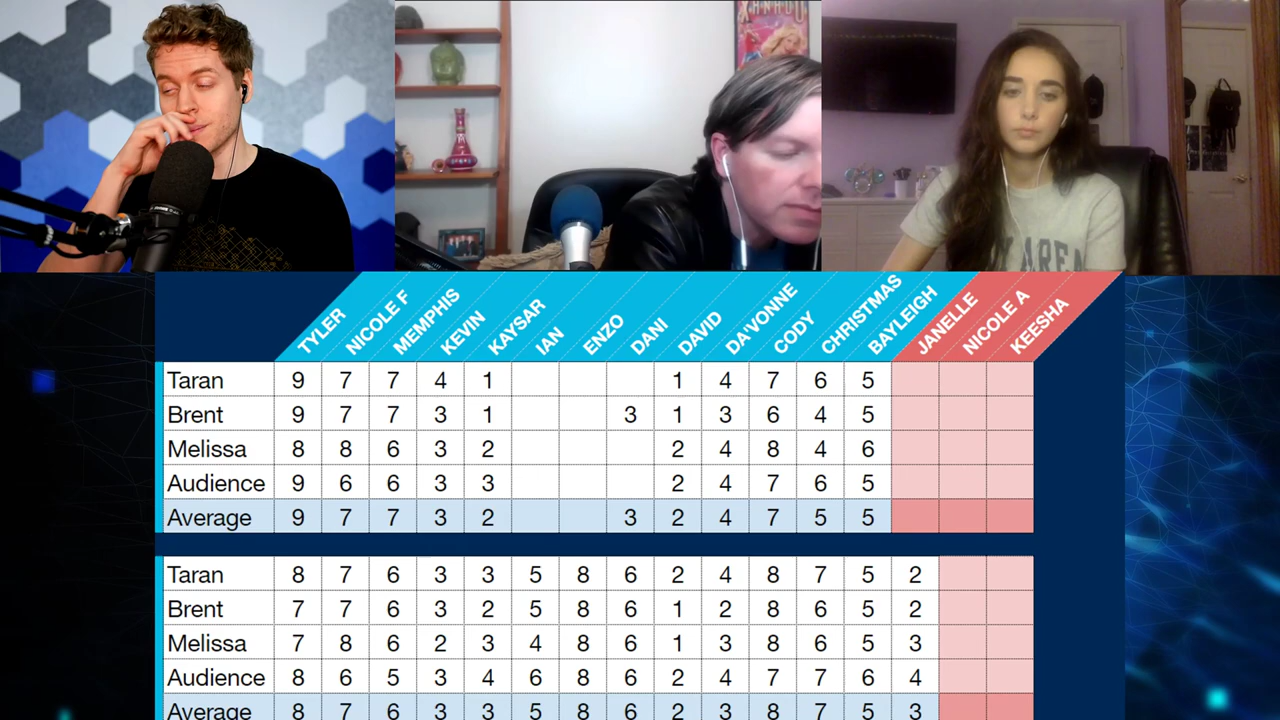 XANADU
TYLER NICOLE F MEMPHIS KEVIN KAYSAR IAN ENZO DANI DAVID DA'VONNE CODY CHRISTMAS BAYLEIGH JANELLE NICOLE A KEESHA
Taran 9 7 7 4 1 1 4 7 6 5
Brent 9 7 7 3 1 3 1 3 6 4 5
Melissa 8 8 6 3 2 2 4 8 4 6
Audience 9 6 6 3 3 2 4 7 6 5
Average 9 7 7 3 2 3 2 4 7 5 5
Taran 8 7 6 3 3 5 8 6 2 4 8 7 5 2
Brent 7 7 6 3 2 5 8 6 1 2 8 6 5 2
Melissa 7 8 6 2 3 4 8 6 1 3 8 6 5 3
Audience 8 6 5 3 4 6 8 6 2 4 7 7 6 4
Average 8 7 6 3 3 5 8 6 2 3 8 7 5 3